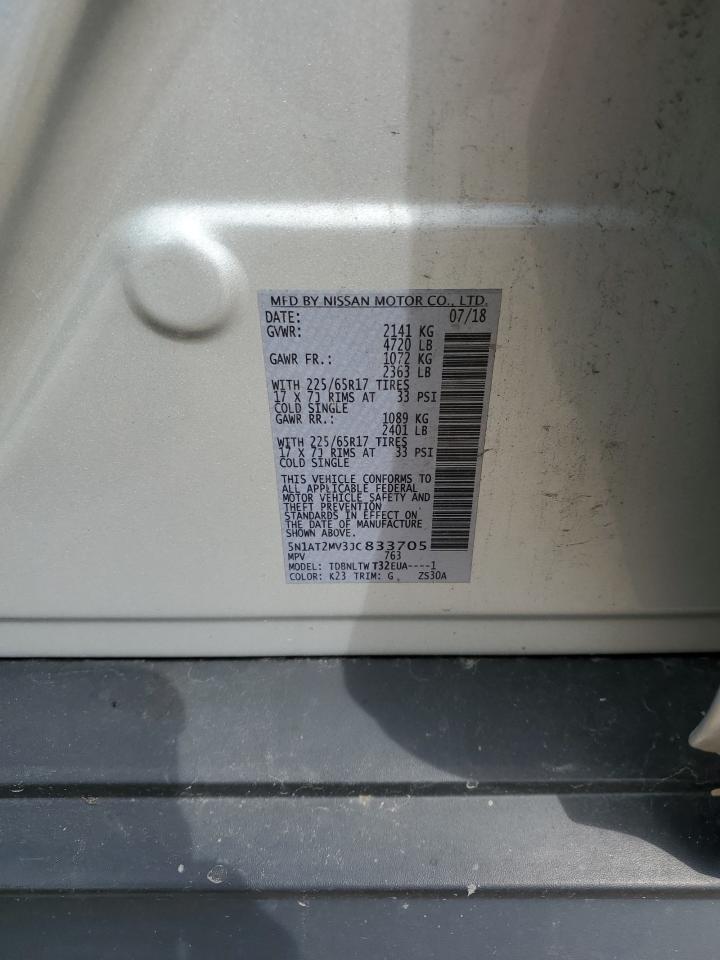 MFD BY NISSAN MOTOR CO., LTD.
DATE: 07/18
GVWR: 2141 KG
4720 LB
GAWR FR.: 1072 KG
2363 LB
WITH 225/65R17 TIRES
17 X 7J RIMS AT 33 PSI
COLD SINGLE
GAWR RR.: 1089 KG
2401 LB
WITH 225/65R17 TIRES
17 X 7J RIMS AT 33 PSI
COLD SINGLE
THIS VEHICLE CONFORMS TO
ALL APPLICABLE FEDERAL
MOTOR VEHICLE SAFETY AND
THEFT PREVENTION
STANDARDS IN EFFECT ON
THE DATE OF MANUFACTURE
SHOWN ABOVE.
5N1AT2MV3JC833705
MPV 763
MODEL: TDBNLTW T32EUA----1
COLOR: K23 TRIM: G ZS30A